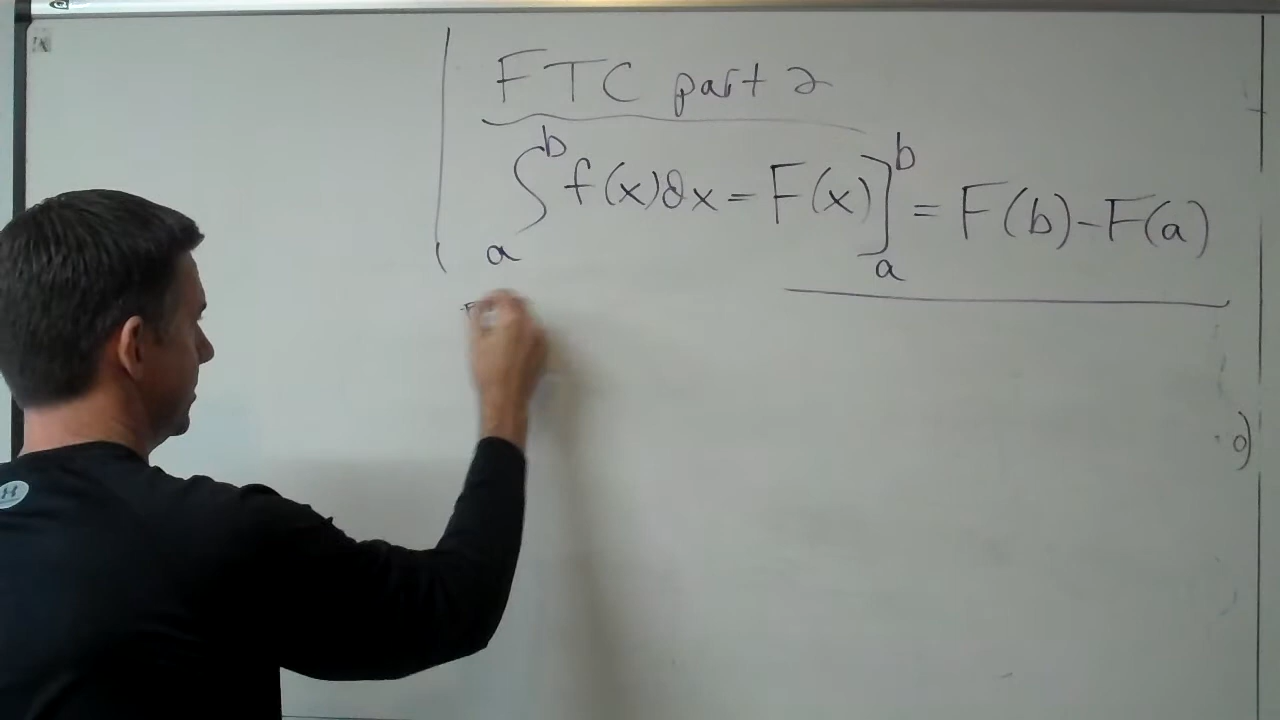 FTC part 2
∫_a^b f(x)dx = F(x)]_a^b = F(b)-F(a)